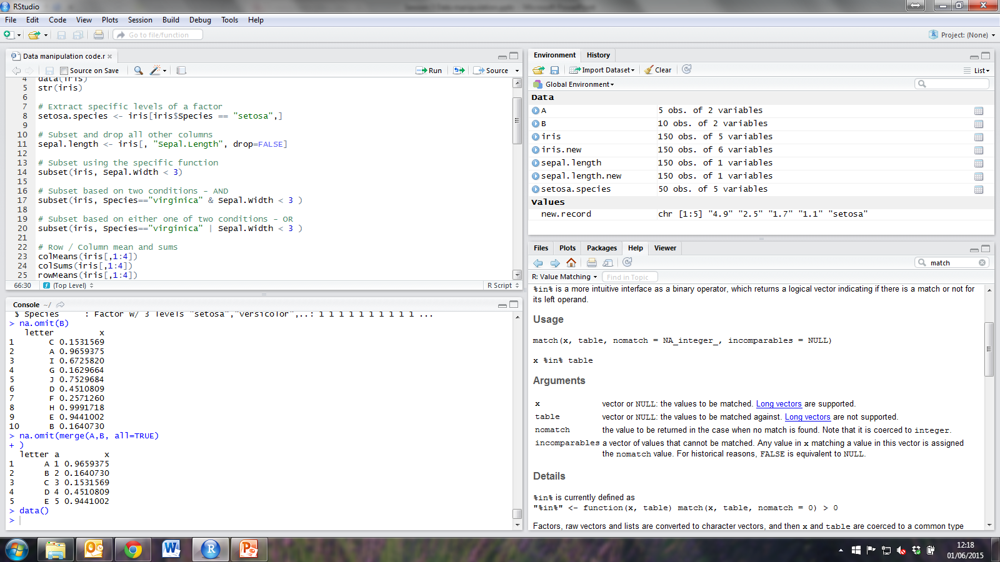 RStudio
File Edit Code View Plots Session Build Debug Tools Help
Go to file/function
Project: (None)
Data manipulation code.r
Source on Save
Run
Source
4 data(iris)
5 str(iris)
6
7 # Extract specific levels of a factor
8 setosa.species <- iris[iris$Species == "setosa",]
9
10 # Subset and drop all other columns
11 sepal.length <- iris[, "Sepal.Length", drop=FALSE]
12
13 # Subset using the specific function
14 subset(iris, Sepal.Width < 3)
15
16 # Subset based on two conditions - AND
17 subset(iris, Species=="virginica" & Sepal.Width < 3 )
18
19 # Subset based on either one of two conditions - OR
20 subset(iris, Species=="virginica" | Sepal.Width < 3 )
21
22 # Row / Column mean and sums
23 colMeans(iris[,1:4])
24 colSums(iris[,1:4])
25 rowMeans(iris[,1:4])
66:30 (Top Level) R Script
Console ~/
$ Species : Factor w/ 3 levels "setosa","versicolor",..: 1 1 1 1 1 1 1 1 1 1 ...
> na.omit(B)
letter x
1 C 0.1531569
2 A 0.9659375
3 I 0.6725820
4 G 0.1629664
5 J 0.7529684
6 D 0.4510809
7 F 0.2571260
8 H 0.9991718
9 E 0.9441002
10 B 0.1640730
> na.omit(merge(A,B, all=TRUE)
+ )
letter a x
1 A 1 0.9659375
2 B 2 0.1640730
3 C 3 0.1531569
4 D 4 0.4510809
5 E 5 0.9441002
> data()
>
Environment History
Import Dataset Clear List
Global Environment
Data
A 5 obs. of 2 variables
B 10 obs. of 2 variables
iris 150 obs. of 5 variables
iris.new 150 obs. of 6 variables
sepal.length 150 obs. of 1 variables
sepal.length.new 150 obs. of 1 variables
setosa.species 50 obs. of 5 variables
Values
new.record chr [1:5] "4.9" "2.5" "1.7" "1.1" "setosa"
Files Plots Packages Help Viewer
match
R: Value Matching Find in Topic
%in% is a more intuitive interface as a binary operator, which returns a logical vector indicating if there is a match or not for
its left operand.
Usage
match(x, table, nomatch = NA_integer_, incomparables = NULL)
x %in% table
Arguments
x vector or NULL: the values to be matched. Long vectors are supported.
table vector or NULL: the values to be matched against. Long vectors are not supported.
nomatch the value to be returned in the case when no match is found. Note that it is coerced to integer.
incomparables a vector of values that cannot be matched. Any value in x matching a value in this vector is assigned
the nomatch value. For historical reasons, FALSE is equivalent to NULL.
Details
%in% is currently defined as
"%in%" <- function(x, table) match(x, table, nomatch = 0) > 0
Factors, raw vectors and lists are converted to character vectors, and then x and table are coerced to a common type
12:18
01/06/2015